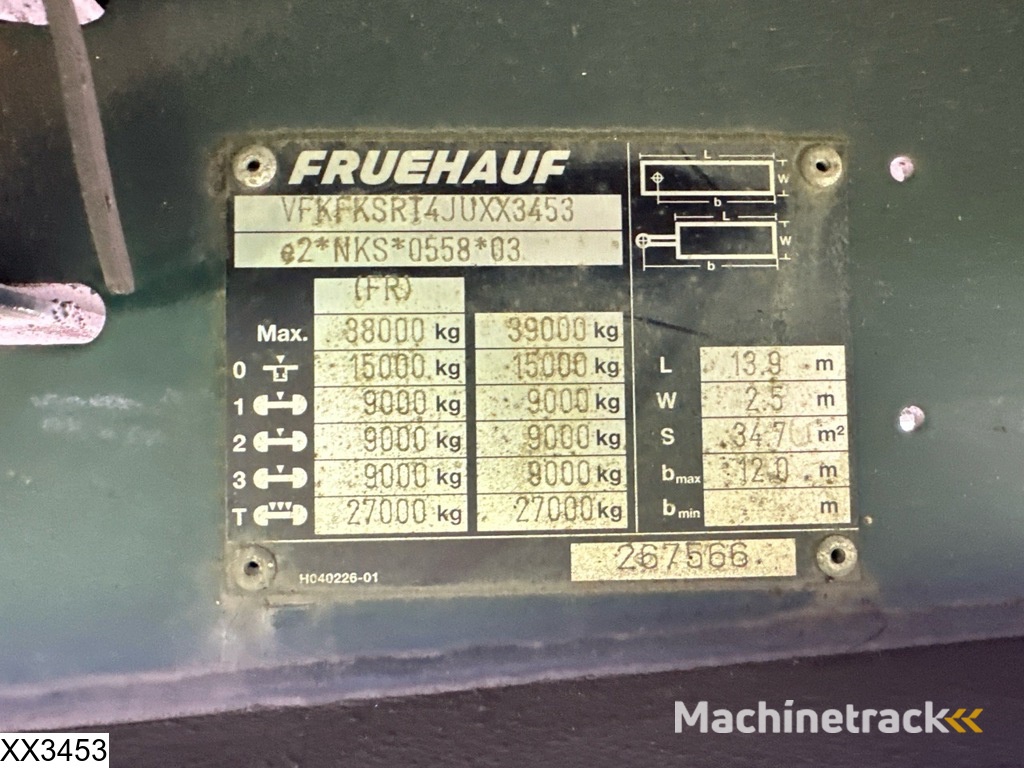 FRUEHAUF
VFKFKSRT4JUXX3453
e2*NKS*0558*03
(FR)
Max. 38000 kg 39000 kg
0 15000 kg 15000 kg
1 9000 kg 9000 kg
2 9000 kg 9000 kg
3 9000 kg 9000 kg
T 27000 kg 27000 kg
L
W
b
L
W
b
L 13.9 m
W 2.5 m
S 34.7 m²
bmax 12.0 m
bmin m
H040226-01
267566
Machinetrack
XX3453